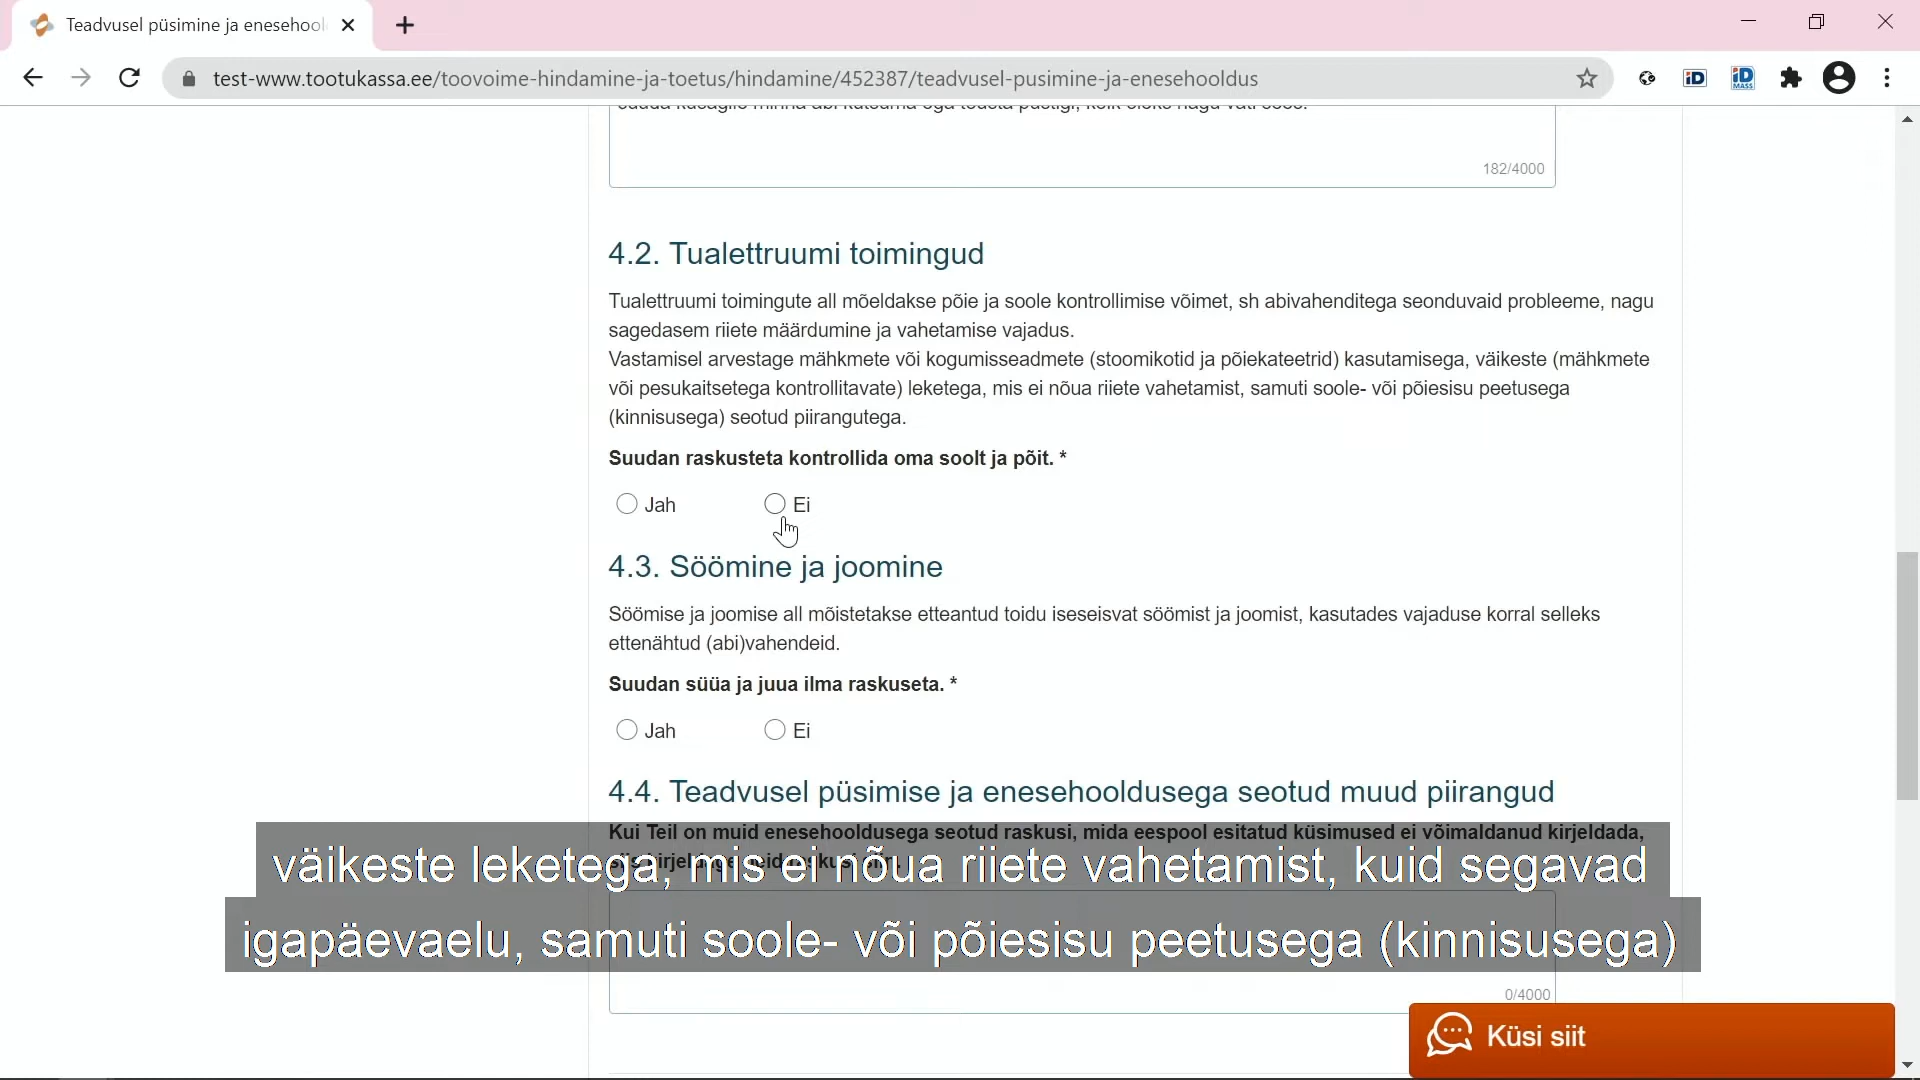 Teadvusel püsimine ja enesehool
test-www.tootukassa.ee/toovoime-hindamine-ja-toetus/hindamine/452387/teadvusel-pusimine-ja-enesehooldus
iD
iD
MASS
182/4000
4.2. Tualettruumi toimingud
Tualettruumi toimingute all mõeldakse põie ja soole kontrollimise võimet, sh abivahenditega seonduvaid probleeme, nagu
sagedasem riiete määrdumine ja vahetamise vajadus.
Vastamisel arvestage mähkmete või kogumisseadmete (stoomikotid ja põiekateetrid) kasutamisega, väikeste (mähkmete
või pesukaitsetega kontrollitavate) leketega, mis ei nõua riiete vahetamist, samuti soole- või põiesisu peetusega
(kinnisusega) seotud piirangutega.
Suudan raskusteta kontrollida oma soolt ja põit. *
Jah Ei
4.3. Söömine ja joomine
Söömise ja joomise all mõistetakse etteantud toidu iseseisvat söömist ja joomist, kasutades vajaduse korral selleks
ettenähtud (abi)vahendeid.
Suudan süüa ja juua ilma raskuseta. *
Jah Ei
4.4. Teadvusel püsimise ja enesehooldusega seotud muud piirangud
Kui Teil on muid enesehooldusega seotud raskusi, mida eespool esitatud küsimused ei võimaldanud kirjeldada,
väikeste leketega, mis ei nõua riiete vahetamist, kuid segavad
igapäevaelu, samuti soole- või põiesisu peetusega (kinnisusega)
0/4000
Küsi siit